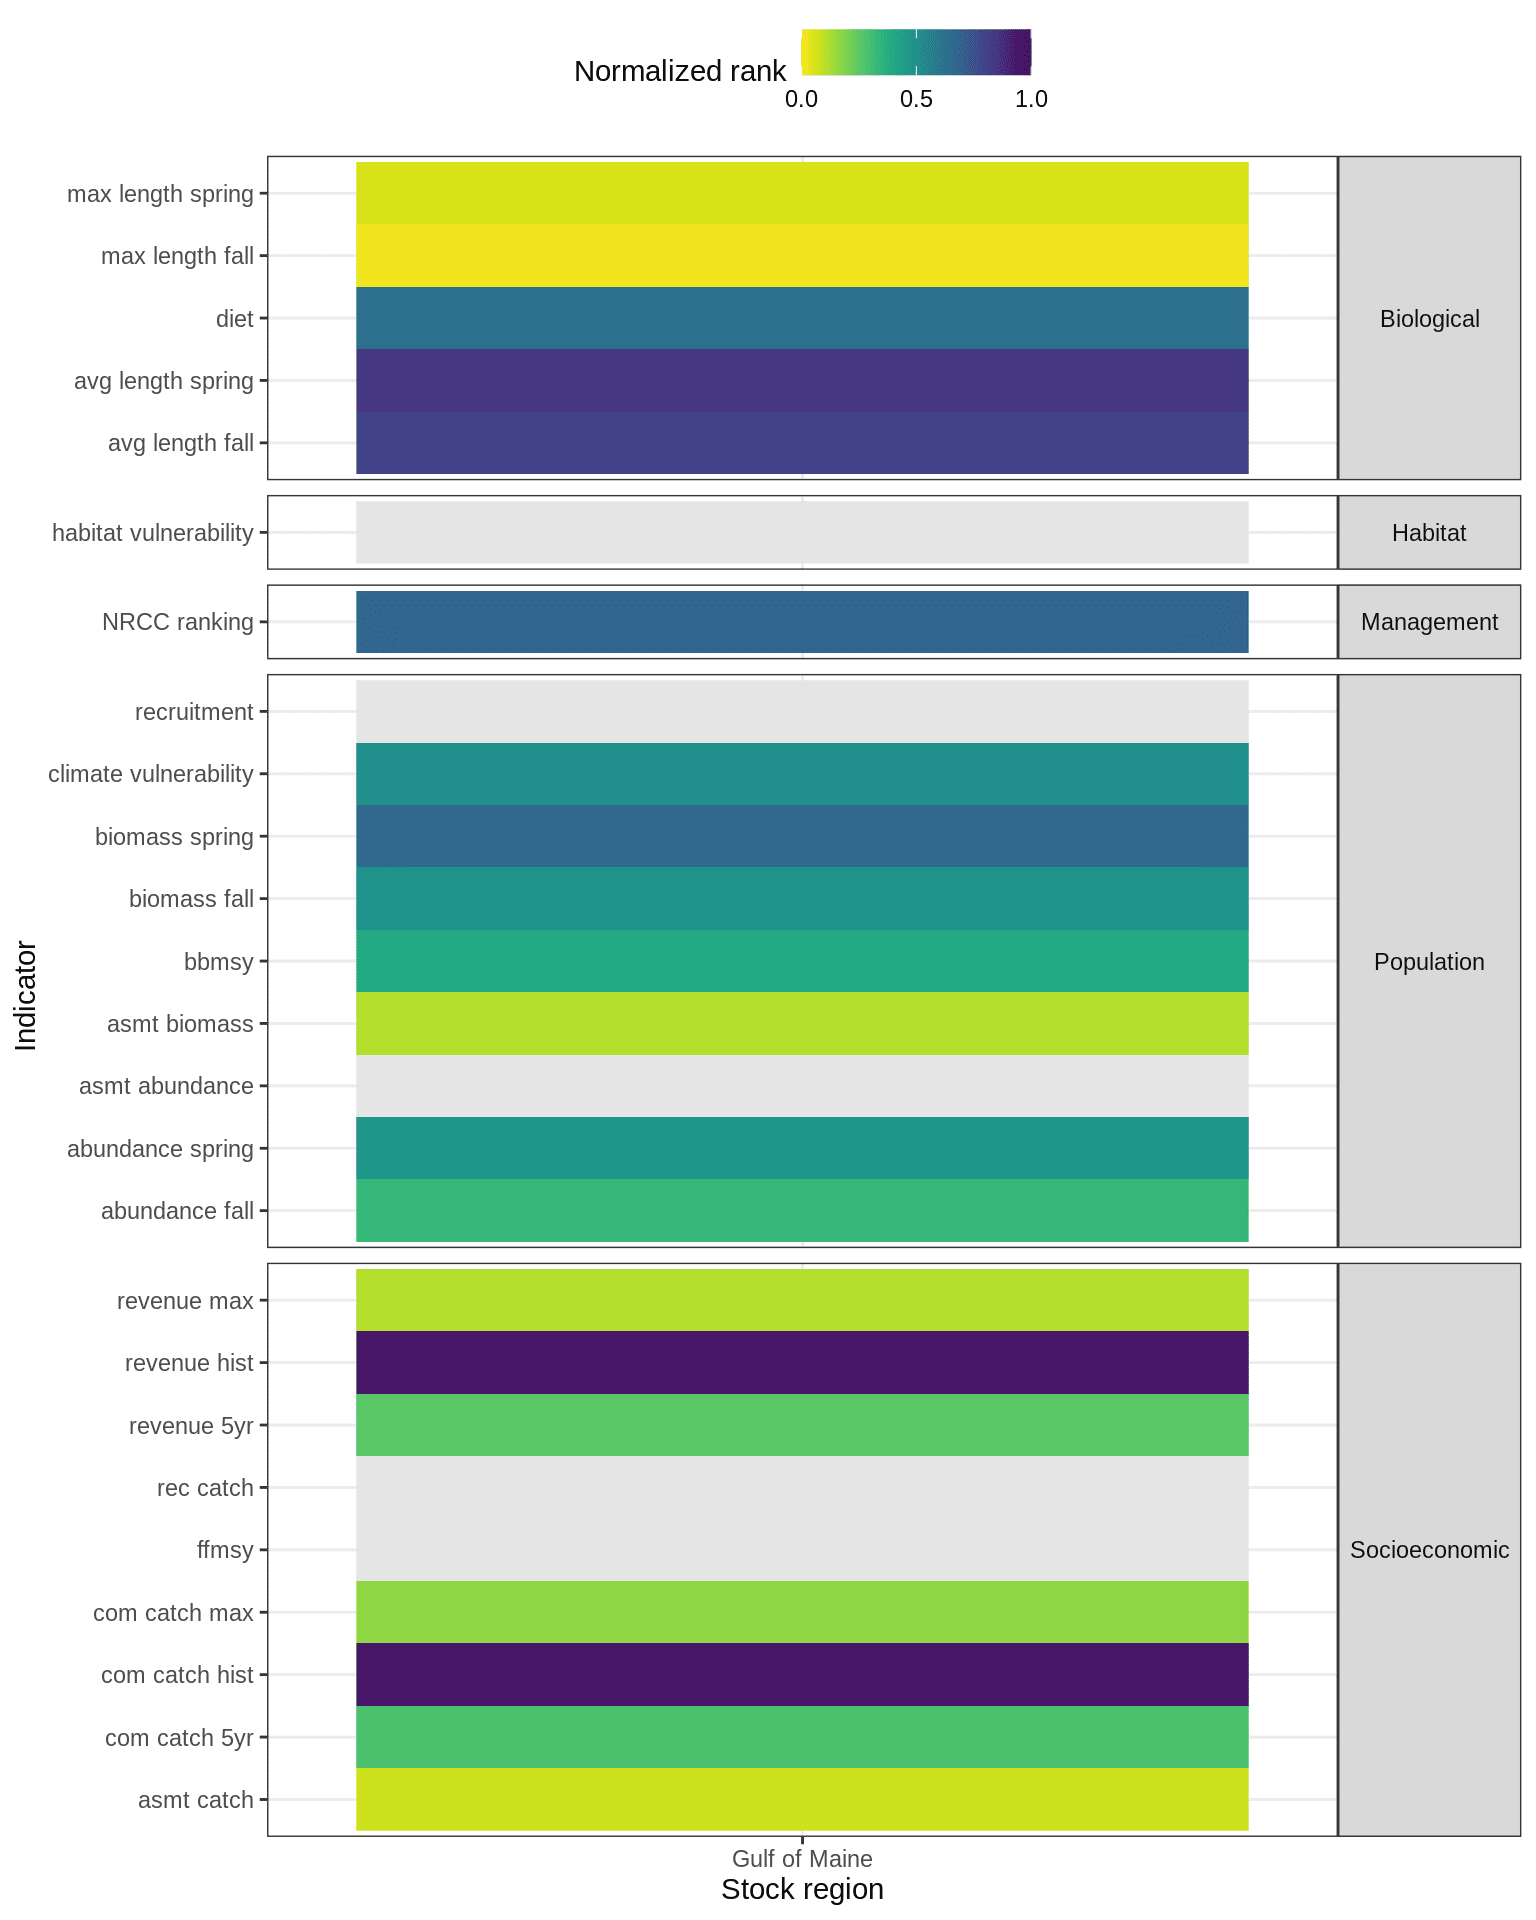 Normalized rank
0.0 0.5 1.0
max length spring
max length fall
diet
avg length spring
avg length fall
Biological
habitat vulnerability
Habitat
NRCC ranking
Management
recruitment
climate vulnerability
biomass spring
biomass fall
bbmsy
asmt biomass
asmt abundance
abundance spring
abundance fall
Population
revenue max
revenue hist
revenue 5yr
rec catch
ffmsy
com catch max
com catch hist
com catch 5yr
asmt catch
Socioeconomic
Indicator
Gulf of Maine
Stock region